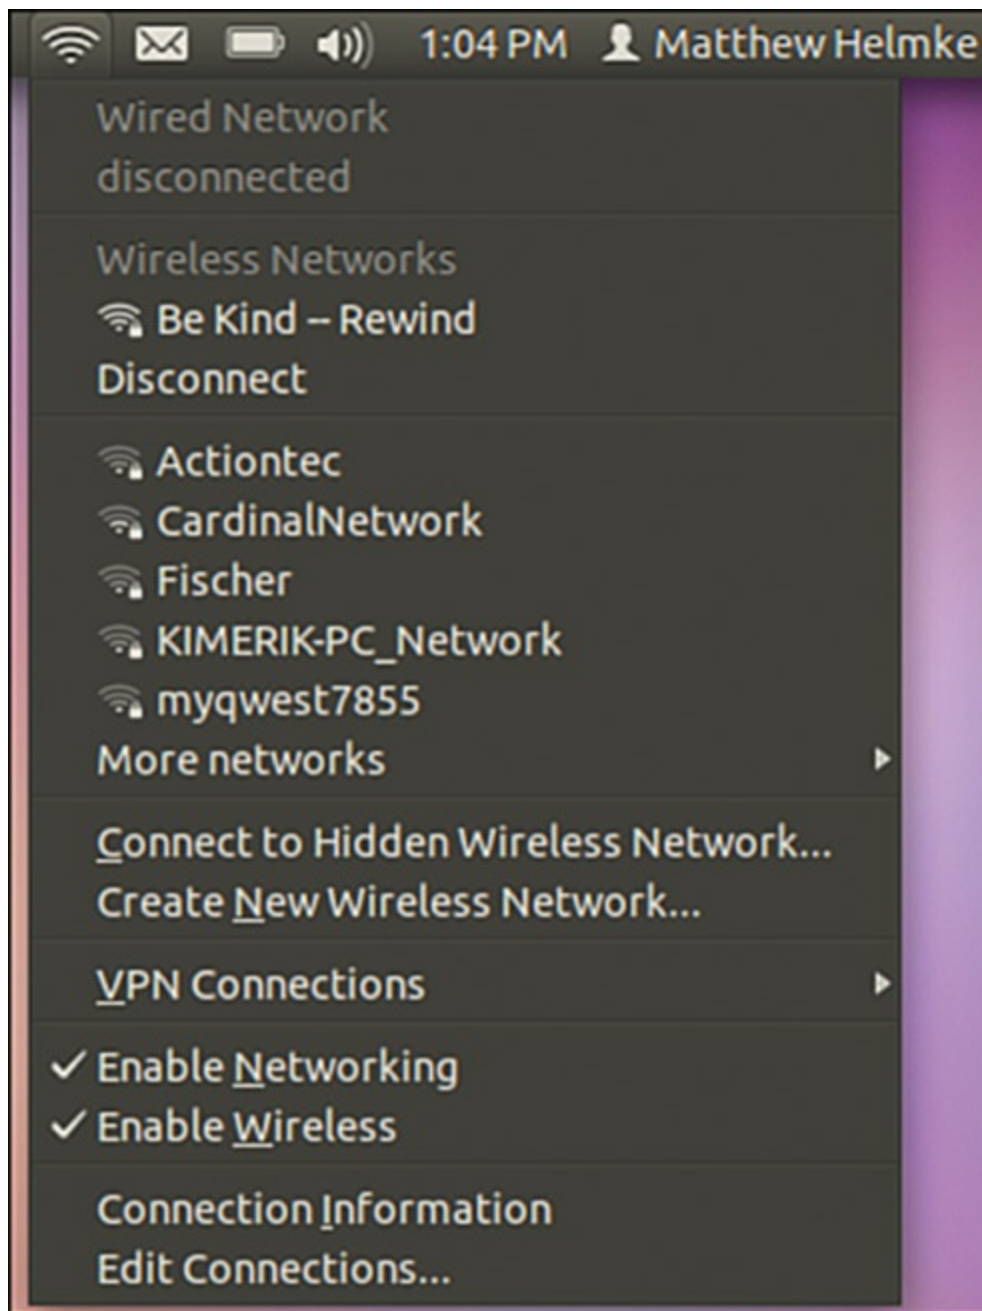 1:04 PM Matthew Helmke
Wired Network
disconnected
Wireless Networks
Be Kind -- Rewind
Disconnect
Actiontec
CardinalNetwork
Fischer
KIMERIK-PC_Network
myqwest7855
More networks
Connect to Hidden Wireless Network...
Create New Wireless Network...
VPN Connections
Enable Networking
Enable Wireless
Connection Information
Edit Connections...